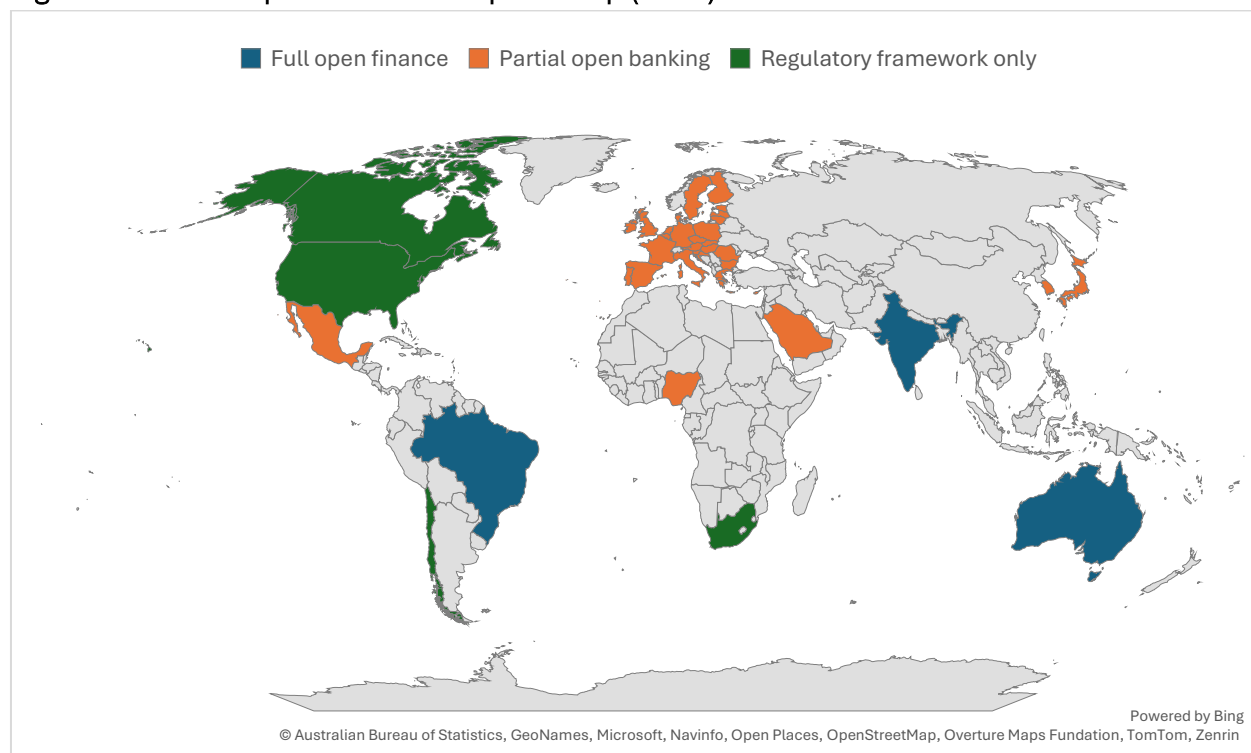 Full open finance Partial open banking Regulatory framework only
Powered by Bing
© Australian Bureau of Statistics, GeoNames, Microsoft, Navinfo, Open Places, OpenStreetMap, Overture Maps Fundation, TomTom, Zenrin